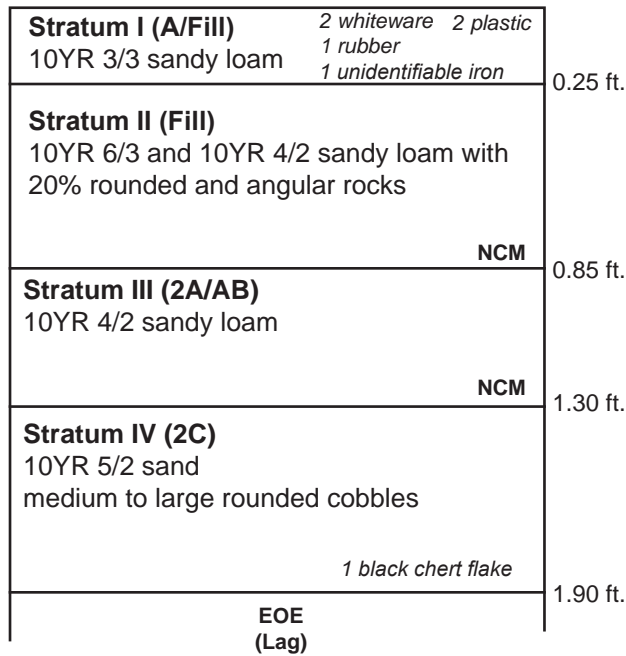 Stratum I (A/Fill)
10YR 3/3 sandy loam
2 whiteware 2 plastic
1 rubber
1 unidentifiable iron
0.25 ft.
Stratum II (Fill)
10YR 6/3 and 10YR 4/2 sandy loam with
20% rounded and angular rocks
NCM
0.85 ft.
Stratum III (2A/AB)
10YR 4/2 sandy loam
NCM
1.30 ft.
Stratum IV (2C)
10YR 5/2 sand
medium to large rounded cobbles
1 black chert flake
1.90 ft.
EOE
(Lag)